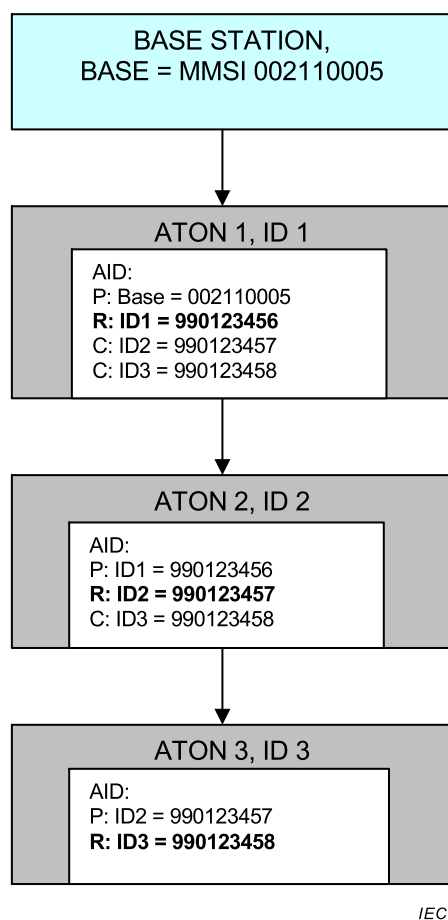 BASE STATION,
BASE = MMSI 002110005
ATON 1, ID 1
AID:
P: Base = 002110005
R: ID1 = 990123456
C: ID2 = 990123457
C: ID3 = 990123458
ATON 2, ID 2
AID:
P: ID1 = 990123456
R: ID2 = 990123457
C: ID3 = 990123458
ATON 3, ID 3
AID:
P: ID2 = 990123457
R: ID3 = 990123458
IEC